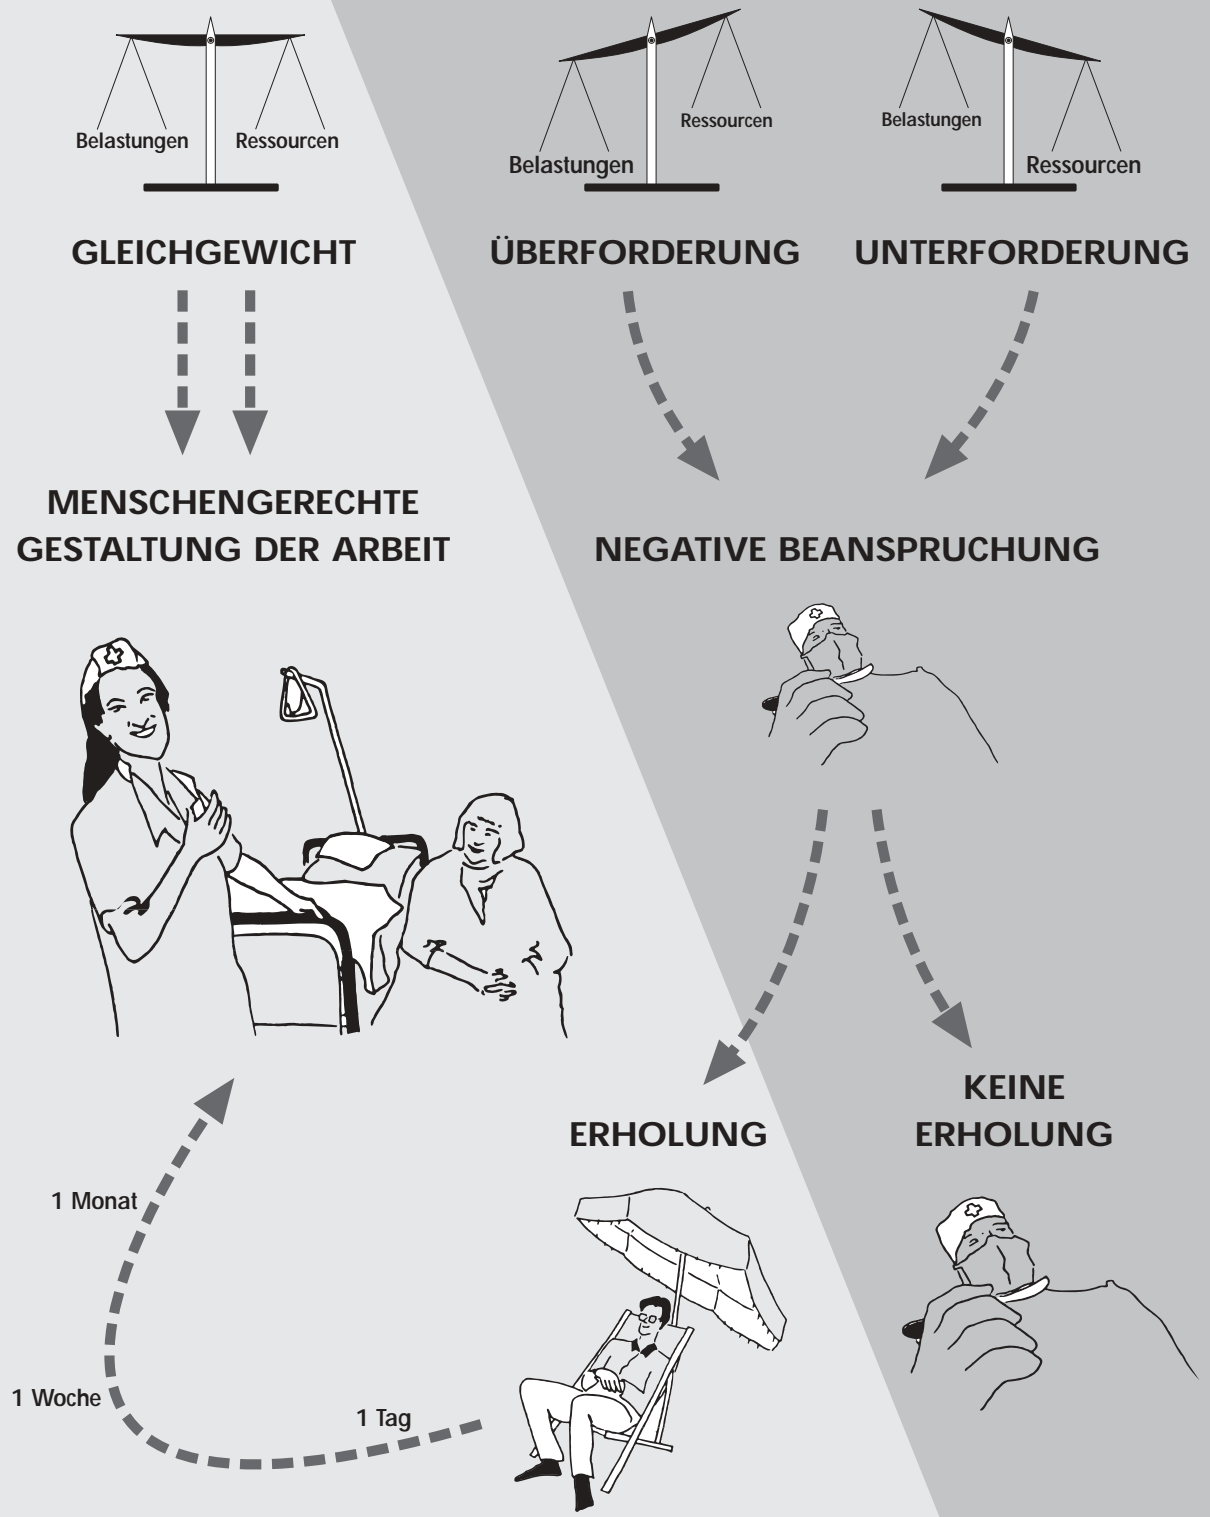 Belastungen
Ressourcen
Belastungen
Ressourcen
Belastungen
Ressourcen
GLEICHGEWICHT
ÜBERFORDERUNG
UNTERFORDERUNG
MENSCHENGERECHTE
GESTALTUNG DER ARBEIT
NEGATIVE BEANSPRUCHUNG
ERHOLUNG
KEINE
ERHOLUNG
1 Monat
1 Woche
1 Tag